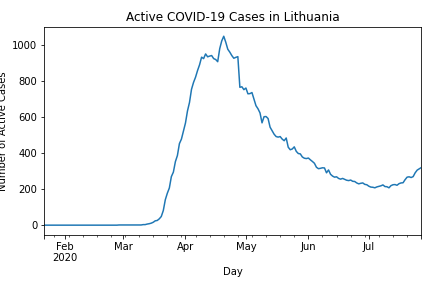 Active COVID-19 Cases in Lithuania
Number of Active Cases
1000
800
600
400
200
0
Feb
2020
Mar
Apr
May
Jun
Jul
Day